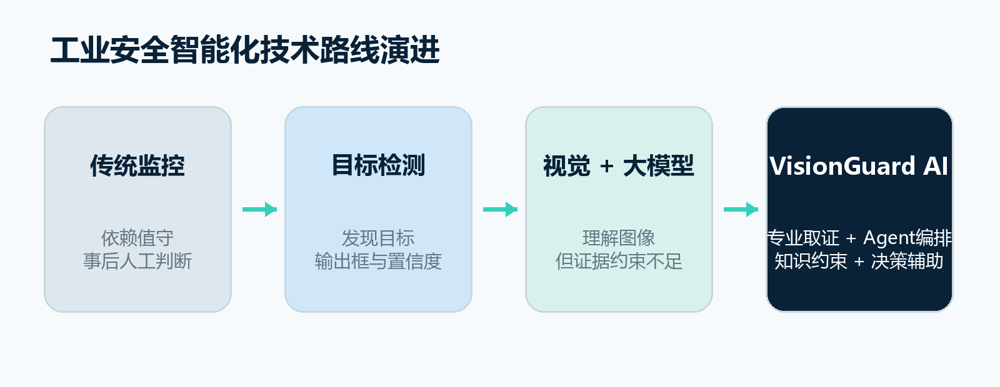 工业安全智能化技术路线演进
传统监控
依赖值守
事后人工判断
目标检测
发现目标
输出框与置信度
视觉 + 大模型
理解图像
但证据约束不足
VisionGuard AI
专业取证 + Agent编排
知识约束 + 决策辅助